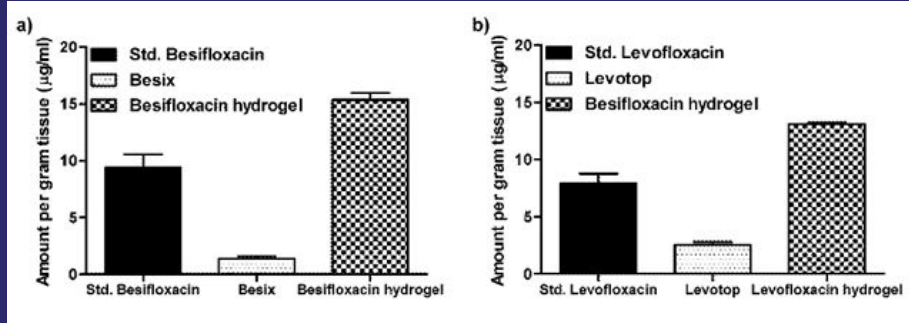 a)
Amount per gram tissue (μg/ml)
20
15
10
5
0
Std. Besifloxacin
Besix
Besifloxacin hydrogel
Std. Besifloxacin Besix Besifloxacin hydrogel
b)
Amount per gram tissue (μg/ml)
20
15
10
5
0
Std. Levofloxacin
Levotop
Besifloxacin hydrogel
Std. Levofloxacin Levotop Levofloxacin hydrogel